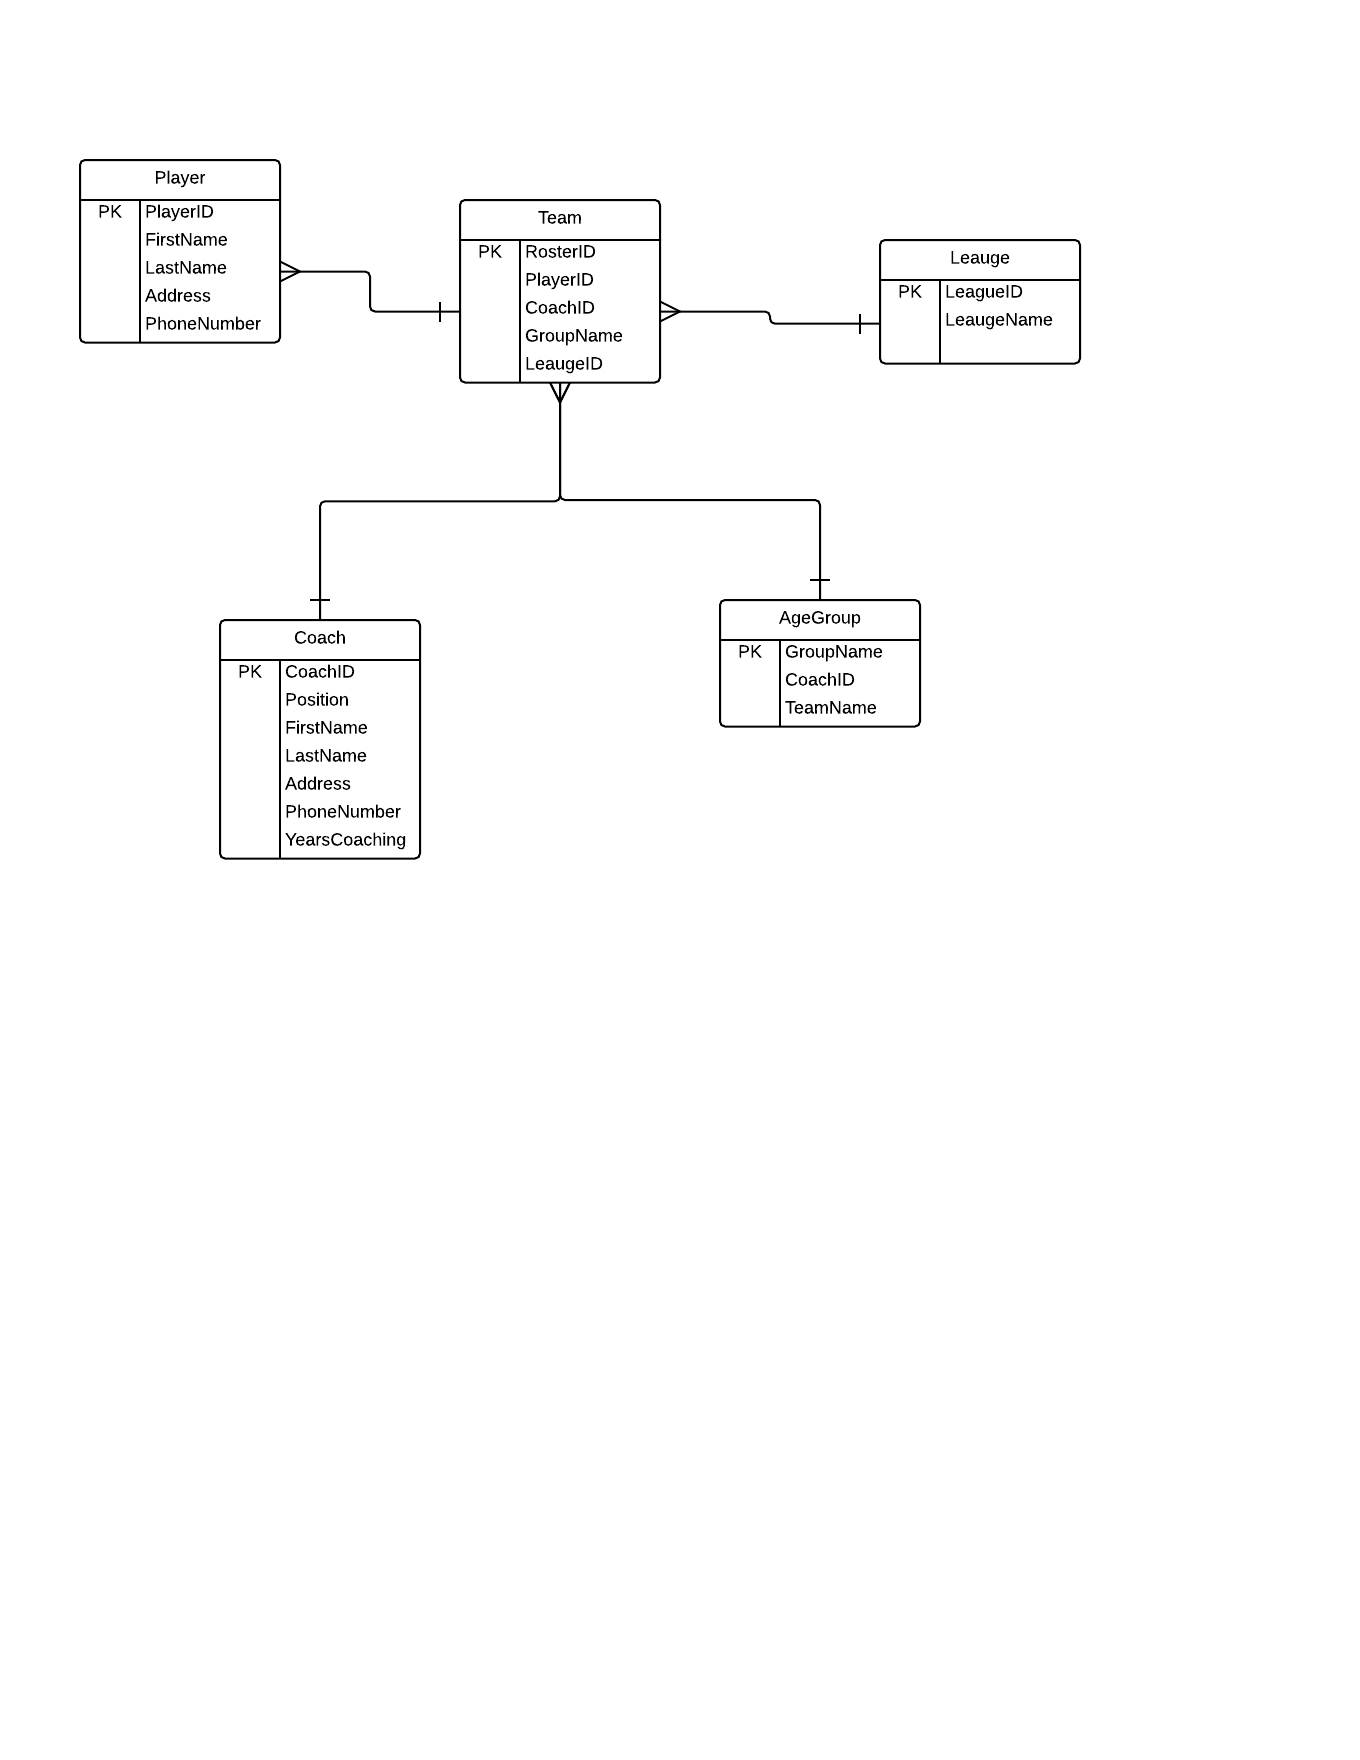 Player
PK PlayerID
FirstName
LastName
Address
PhoneNumber
Team
PK RosterID
PlayerID
CoachID
GroupName
LeaugeID
Leauge
PK LeagueID
LeaugeName
Coach
PK CoachID
Position
FirstName
LastName
Address
PhoneNumber
YearsCoaching
AgeGroup
PK GroupName
CoachID
TeamName